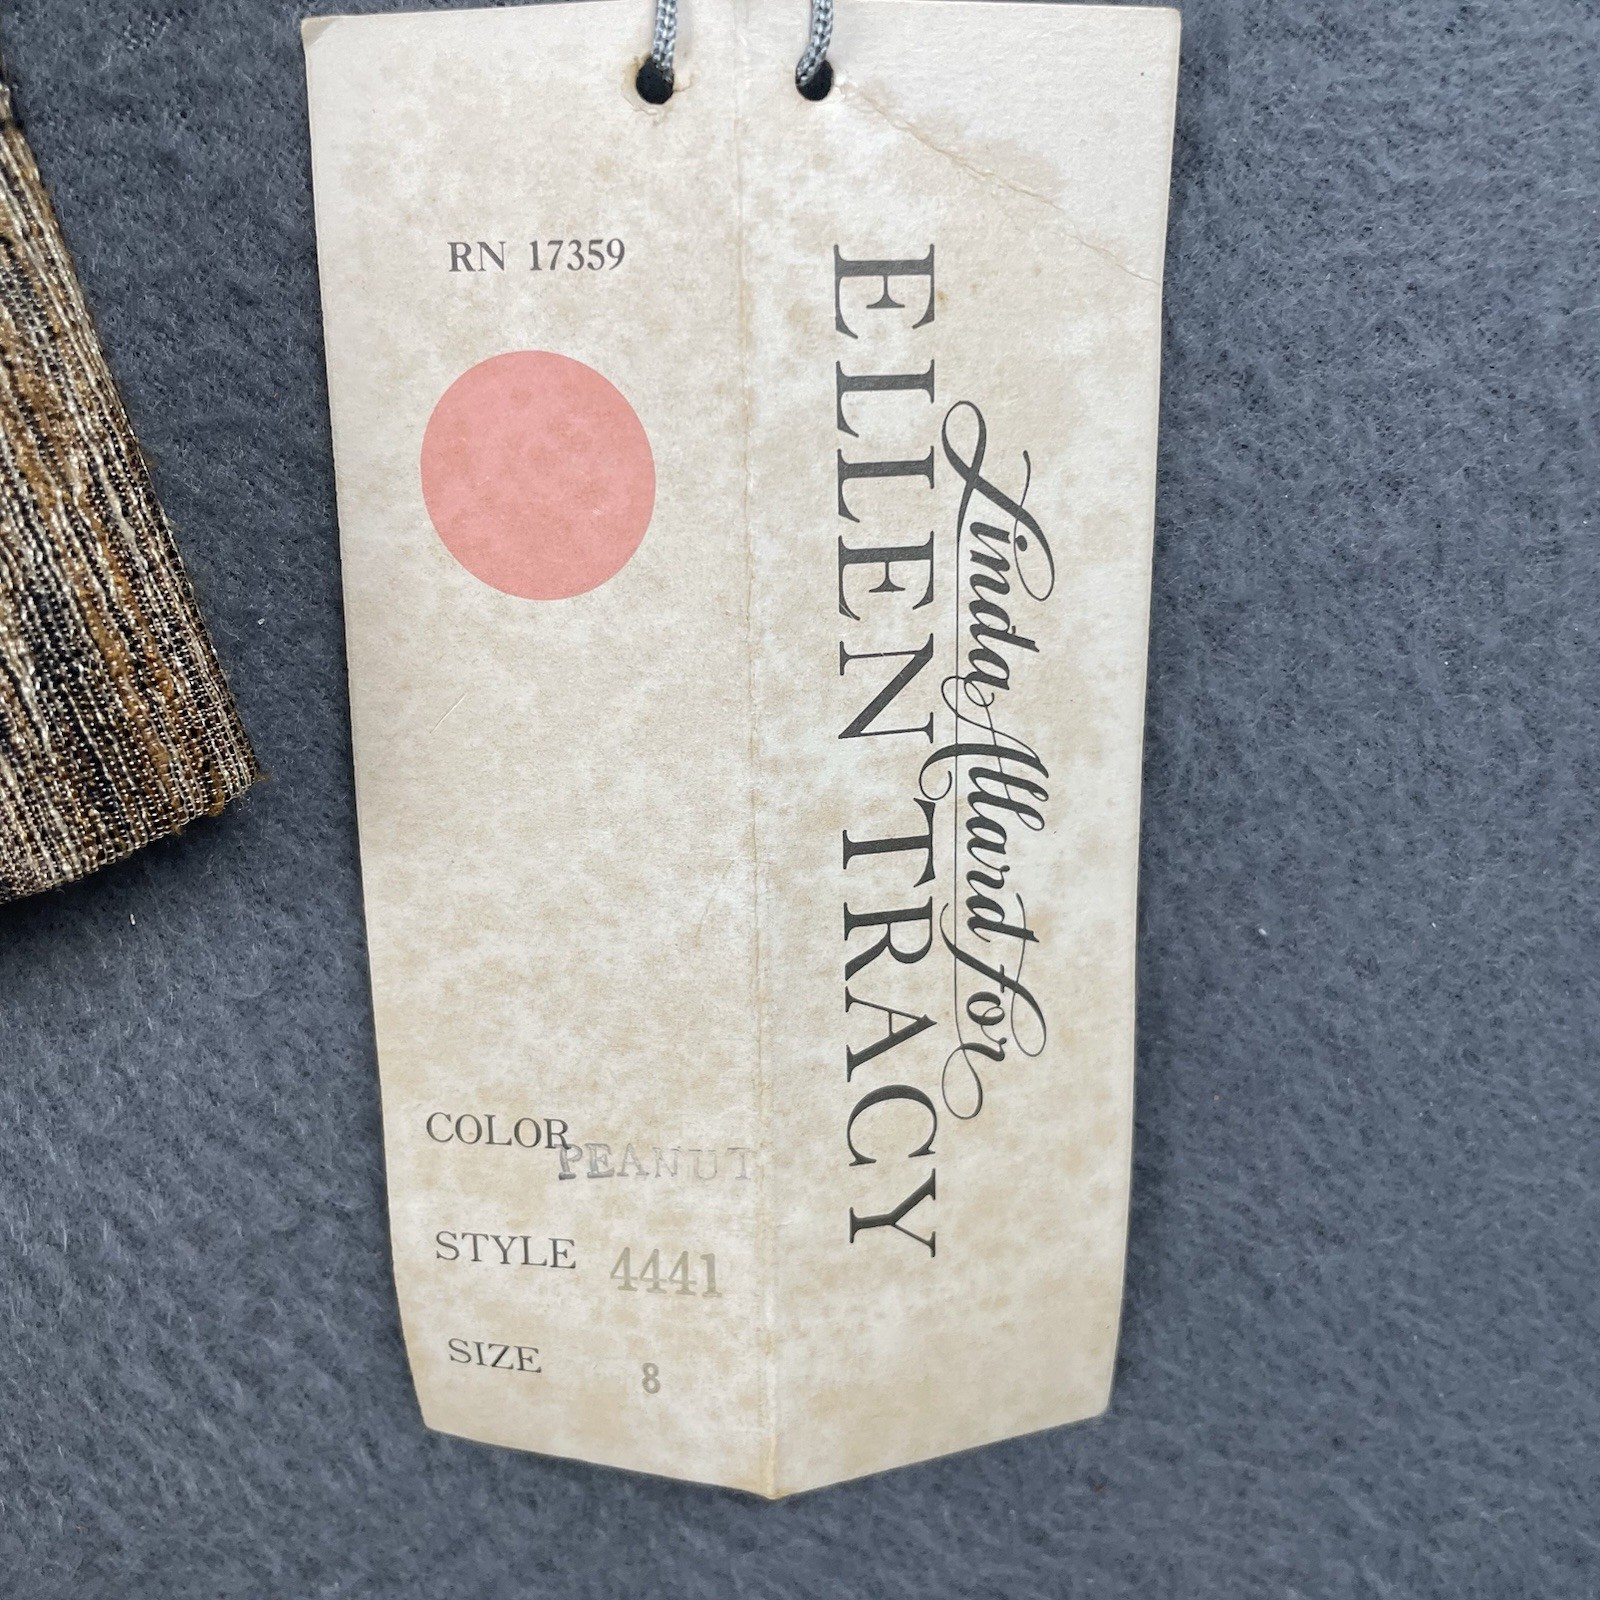 RN 17359
COLOR PEANUT
STYLE 4441
SIZE 8
Linda Allard for
ELLEN TRACY